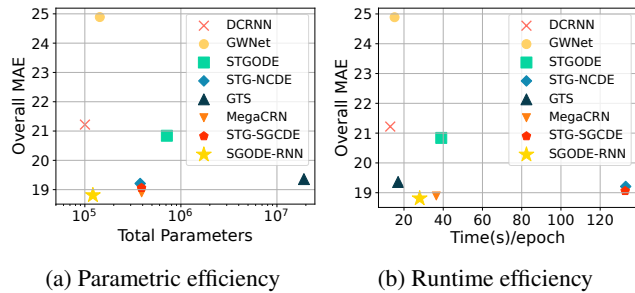 25
24
23
22
21
20
19
Overall MAE
10^5
10^6
10^7
Total Parameters
DCRNN
GWNet
STGODE
STG-NCDE
GTS
MegaCRN
STG-SGCDE
SGODE-RNN
(a) Parametric efficiency
25
24
23
22
21
20
19
18
Overall MAE
20
40
60
80
100
120
Time(s)/epoch
DCRNN
GWNet
STGODE
STG-NCDE
GTS
MegaCRN
STG-SGCDE
SGODE-RNN
(b) Runtime efficiency